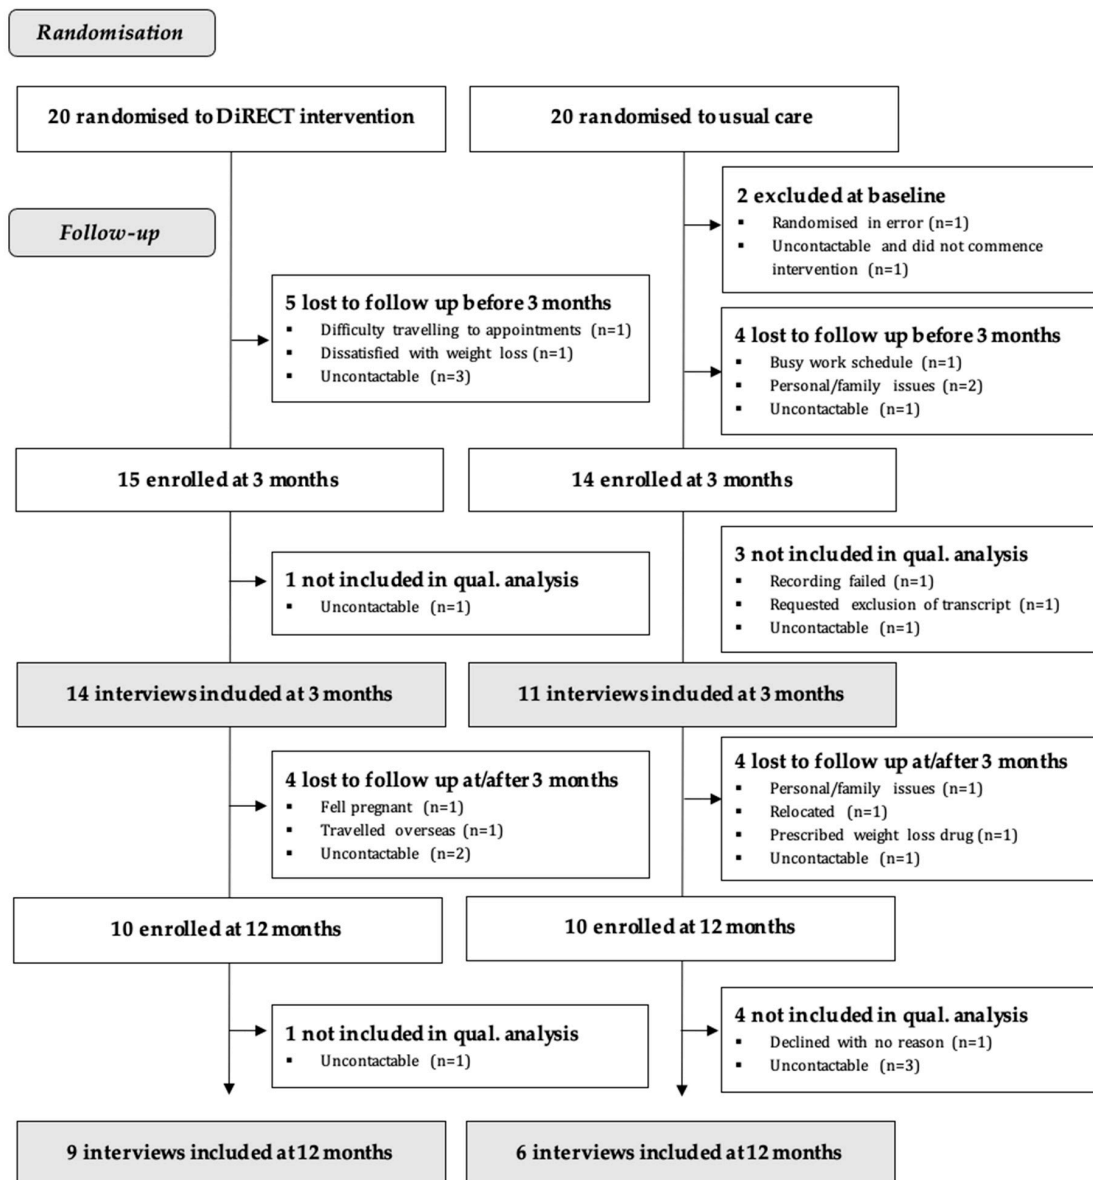 Randomisation
20 randomised to DiRECT intervention
20 randomised to usual care
2 excluded at baseline
▪ Randomised in error (n=1)
▪ Uncontactable and did not commence
intervention (n=1)
Follow-up
5 lost to follow up before 3 months
▪ Difficulty travelling to appointments (n=1)
▪ Dissatisfied with weight loss (n=1)
▪ Uncontactable (n=3)
4 lost to follow up before 3 months
▪ Busy work schedule (n=1)
▪ Personal/family issues (n=2)
▪ Uncontactable (n=1)
15 enrolled at 3 months
14 enrolled at 3 months
1 not included in qual. analysis
▪ Uncontactable (n=1)
3 not included in qual. analysis
▪ Recording failed (n=1)
▪ Requested exclusion of transcript (n=1)
▪ Uncontactable (n=1)
14 interviews included at 3 months
11 interviews included at 3 months
4 lost to follow up at/after 3 months
▪ Fell pregnant (n=1)
▪ Travelled overseas (n=1)
▪ Uncontactable (n=2)
4 lost to follow up at/after 3 months
▪ Personal/family issues (n=1)
▪ Relocated (n=1)
▪ Prescribed weight loss drug (n=1)
▪ Uncontactable (n=1)
10 enrolled at 12 months
10 enrolled at 12 months
1 not included in qual. analysis
▪ Uncontactable (n=1)
4 not included in qual. analysis
▪ Declined with no reason (n=1)
▪ Uncontactable (n=3)
9 interviews included at 12 months
6 interviews included at 12 months